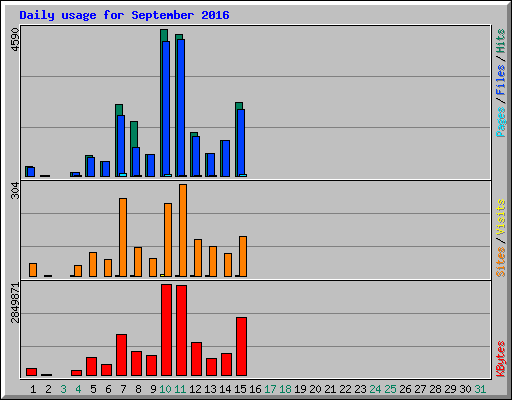 Daily usage for September 2016
4590
Pages/Files/Hits
304
Sites/Visits
2849871
KBytes
1 2 3 4 5 6 7 8 9 10 11 12 13 14 15 16 17 18 19 20 21 22 23 24 25 26 27 28 29 30 31